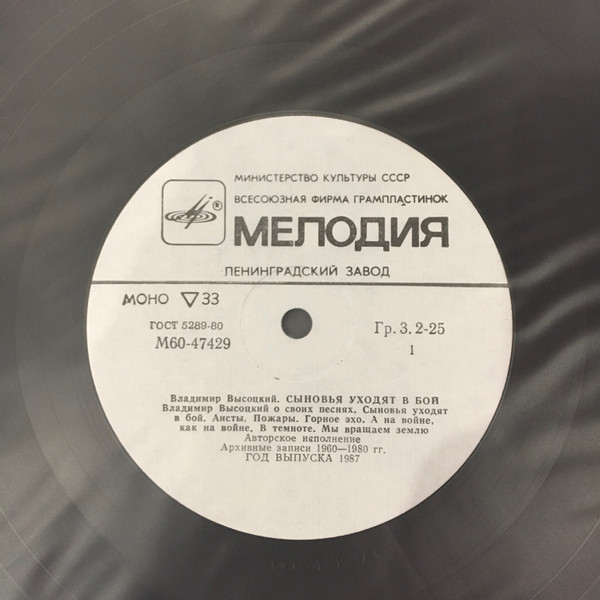 МИНИСТЕРСТВО КУЛЬТУРЫ СССР
ВСЕСОЮЗНАЯ ФИРМА ГРАМПЛАСТИНОК
®
МЕЛОДИЯ
ЛЕНИНГРАДСКИЙ ЗАВОД
МОНО ▽ 33
ГОСТ 5289-80
М60-47429
Гр. 3. 2-25
1
Владимир Высоцкий. СЫНОВЬЯ УХОДЯТ В БОЙ
Владимир Высоцкий о своих песнях. Сыновья уходят
в бой. Аисты. Пожары. Горное эхо. А на войне,
как на войне. В темноте. Мы вращаем землю
Авторское исполнение
Архивные записи 1960—1980 гг.
ГОД ВЫПУСКА 1987